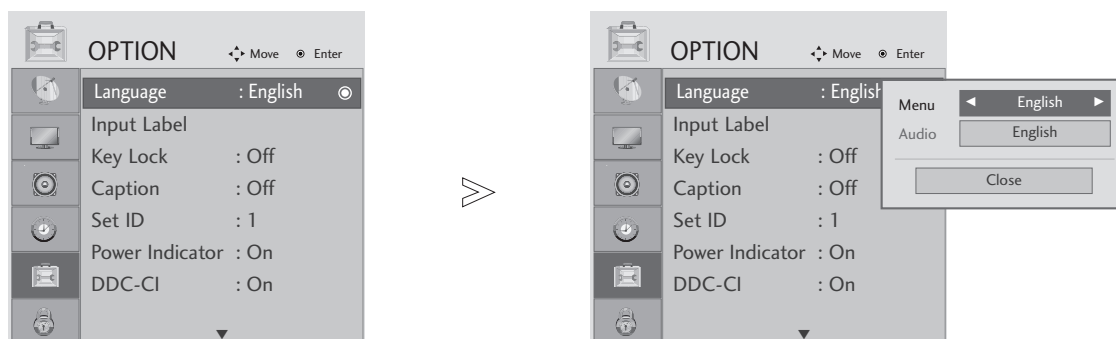 OPTION
Move Enter
Language : English
Input Label
Key Lock : Off
Caption : Off
Set ID : 1
Power Indicator : On
DDC-CI : On
OPTION
Move Enter
Language : English
Input Label
Key Lock : Off
Caption : Off
Set ID : 1
Power Indicator : On
DDC-CI : On
Menu English
Audio English
Close